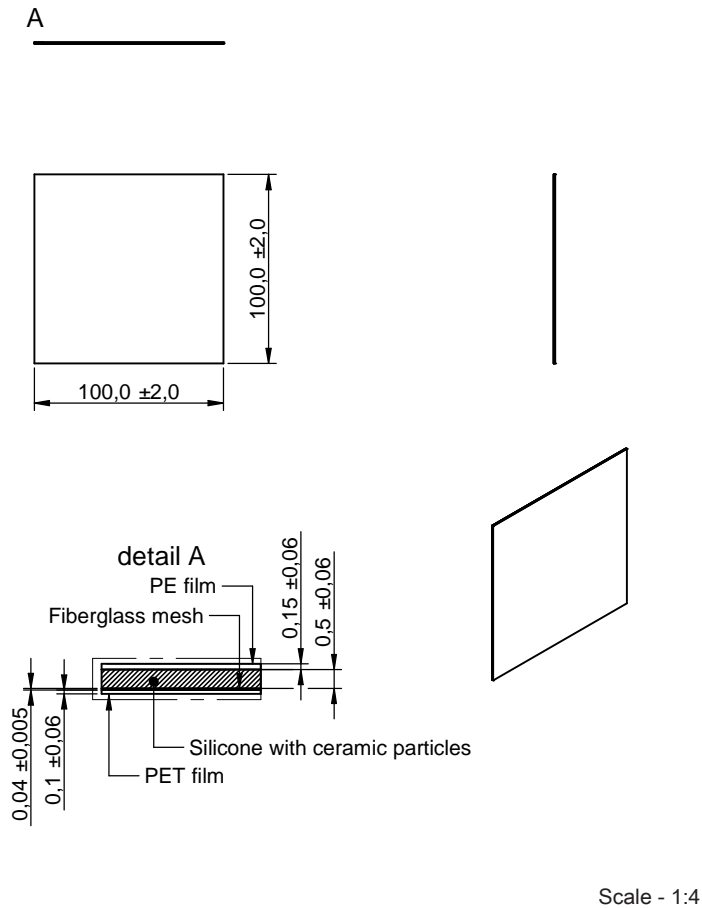 A
100,0 ±2,0
100,0 ±2,0
detail A
PE film
Fiberglass mesh
0,15 ±0,06
0,5 ±0,06
0,04 ±0,005
0,1 ±0,06
Silicone with ceramic particles
PET film
Scale - 1:4